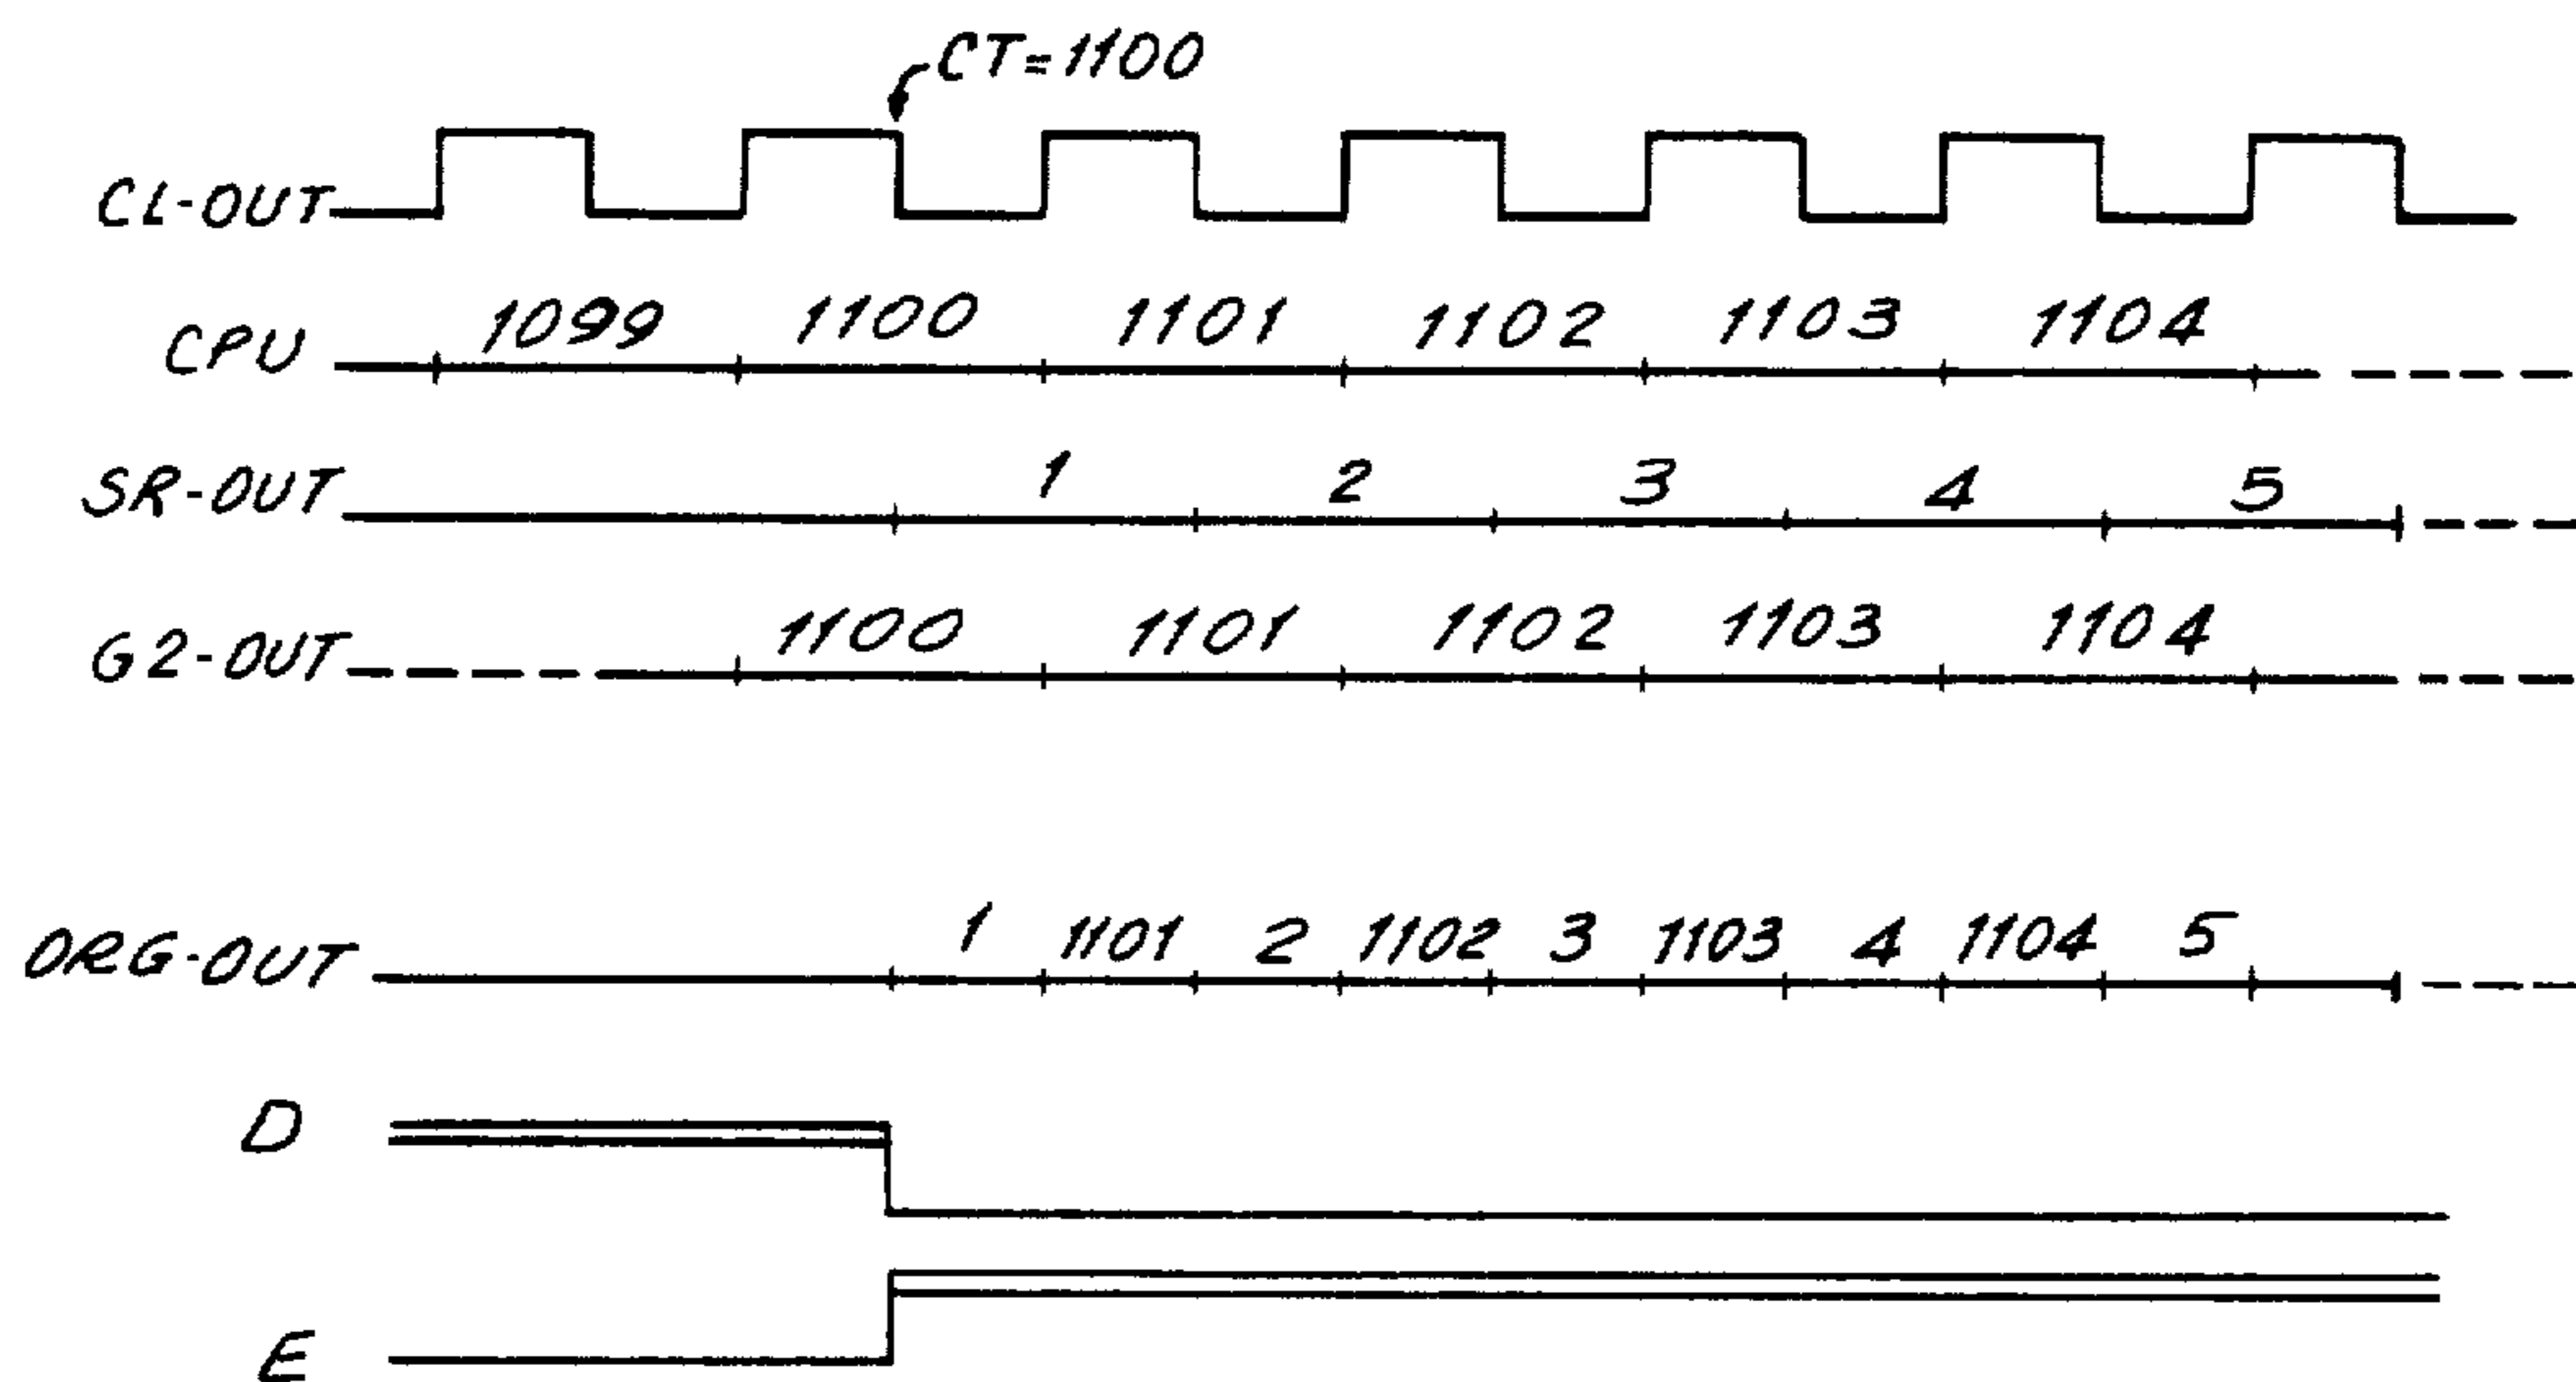 CT=1100
CL-OUT
CPU 1099 1100 1101 1102 1103 1104
SR-OUT 1 2 3 4 5
G2-OUT 1100 1101 1102 1103 1104
ORG-OUT 1 1101 2 1102 3 1103 4 1104 5
D
E